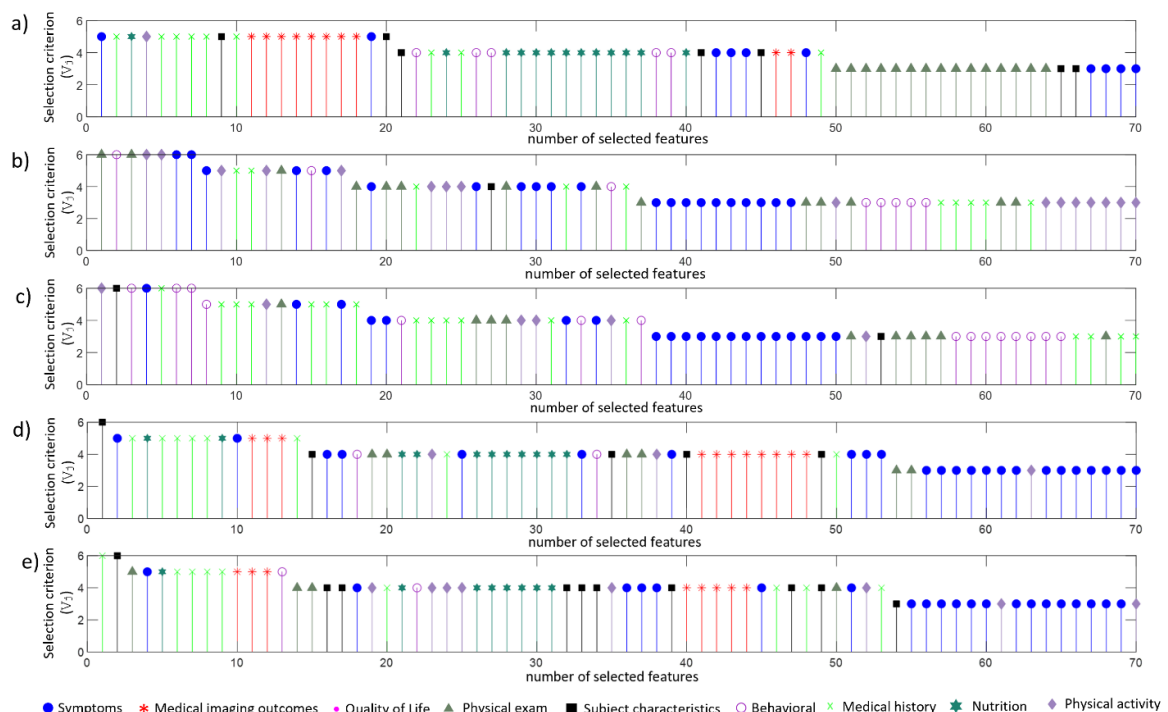 a)
Selection criterion
(Vj)
6
4
2
0
0 10 20 30 40 50 60 70
number of selected features
b)
Selection criterion
(Vj)
6
4
2
0
0 10 20 30 40 50 60 70
number of selected features
c)
Selection criterion
(Vj)
6
4
2
0
0 10 20 30 40 50 60 70
number of selected features
d)
Selection criterion
(Vj)
6
4
2
0
0 10 20 30 40 50 60 70
number of selected features
e)
Selection criterion
(Vj)
6
4
2
0
0 10 20 30 40 50 60 70
number of selected features
Symptoms Medical imaging outcomes Quality of Life Physical exam Subject characteristics Behavioral Medical history Nutrition Physical activity